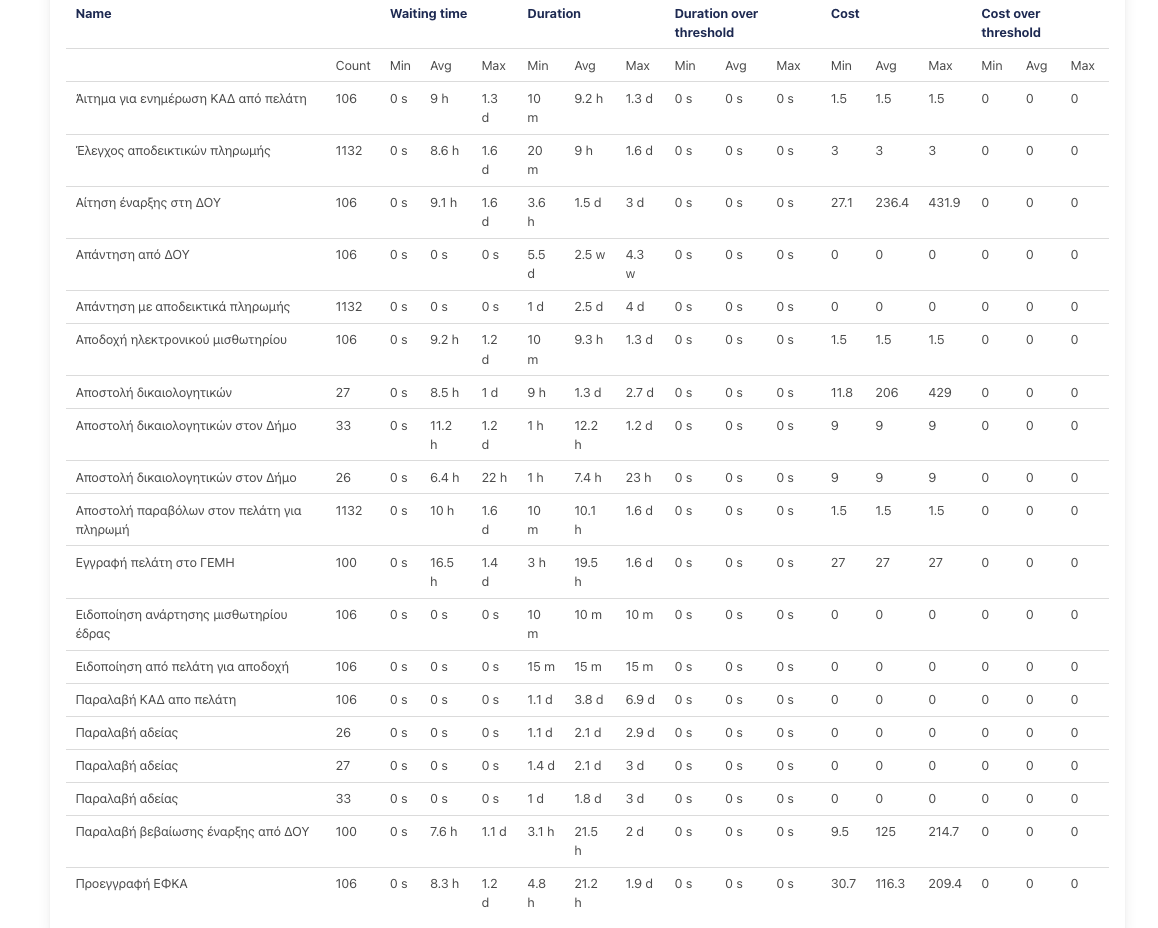 Name Waiting time Duration Duration over threshold Cost Cost over threshold
Count Min Avg Max Min Avg Max Min Avg Max Min Avg Max Min Avg Max
Άιτημα για ενημέρωση ΚΑΔ από πελάτη 106 0 s 9 h 1.3 d 10 m 9.2 h 1.3 d 0 s 0 s 0 s 1.5 1.5 1.5 0 0 0
Έλεγχος αποδεικτικών πληρωμής 1132 0 s 8.6 h 1.6 d 20 m 9 h 1.6 d 0 s 0 s 0 s 3 3 3 0 0 0
Αίτηση έναρξης στη ΔΟΥ 106 0 s 9.1 h 1.6 d 3.6 h 1.5 d 3 d 0 s 0 s 0 s 27.1 236.4 431.9 0 0 0
Απάντηση από ΔΟΥ 106 0 s 0 s 0 s 5.5 d 2.5 w 4.3 w 0 s 0 s 0 s 0 0 0 0 0 0
Απάντηση με αποδεικτικά πληρωμής 1132 0 s 0 s 0 s 1 d 2.5 d 4 d 0 s 0 s 0 s 0 0 0 0 0 0
Αποδοχή ηλεκτρονικού μισθωτηρίου 106 0 s 9.2 h 1.2 d 10 m 9.3 h 1.3 d 0 s 0 s 0 s 1.5 1.5 1.5 0 0 0
Αποστολή δικαιολογητικών 27 0 s 8.5 h 1 d 9 h 1.3 d 2.7 d 0 s 0 s 0 s 11.8 206 429 0 0 0
Αποστολή δικαιολογητικών στον Δήμο 33 0 s 11.2 h 1.2 d 1 h 12.2 h 1.2 d 0 s 0 s 0 s 9 9 9 0 0 0
Αποστολή δικαιολογητικών στον Δήμο 26 0 s 6.4 h 22 h 1 h 7.4 h 23 h 0 s 0 s 0 s 9 9 9 0 0 0
Αποστολή παραβόλων στον πελάτη για πληρωμή 1132 0 s 10 h 1.6 d 10 m 10.1 h 1.6 d 0 s 0 s 0 s 1.5 1.5 1.5 0 0 0
Εγγραφή πελάτη στο ΓΕΜΗ 100 0 s 16.5 h 1.4 d 3 h 19.5 h 1.6 d 0 s 0 s 0 s 27 27 27 0 0 0
Ειδοποίηση ανάρτησης μισθωτηρίου έδρας 106 0 s 0 s 0 s 10 m 10 m 10 m 0 s 0 s 0 s 0 0 0 0 0 0
Ειδοποίηση από πελάτη για αποδοχή 106 0 s 0 s 0 s 15 m 15 m 15 m 0 s 0 s 0 s 0 0 0 0 0 0
Παραλαβή ΚΑΔ απο πελάτη 106 0 s 0 s 0 s 1.1 d 3.8 d 6.9 d 0 s 0 s 0 s 0 0 0 0 0 0
Παραλαβή αδείας 26 0 s 0 s 0 s 1.1 d 2.1 d 2.9 d 0 s 0 s 0 s 0 0 0 0 0 0
Παραλαβή αδείας 27 0 s 0 s 0 s 1.4 d 2.1 d 3 d 0 s 0 s 0 s 0 0 0 0 0 0
Παραλαβή αδείας 33 0 s 0 s 0 s 1 d 1.8 d 3 d 0 s 0 s 0 s 0 0 0 0 0 0
Παραλαβή βεβαίωσης έναρξης από ΔΟΥ 100 0 s 7.6 h 1.1 d 3.1 h 21.5 h 2 d 0 s 0 s 0 s 9.5 125 214.7 0 0 0
Προεγγραφή ΕΦΚΑ 106 0 s 8.3 h 1.2 d 4.8 h 21.2 h 1.9 d 0 s 0 s 0 s 30.7 116.3 209.4 0 0 0